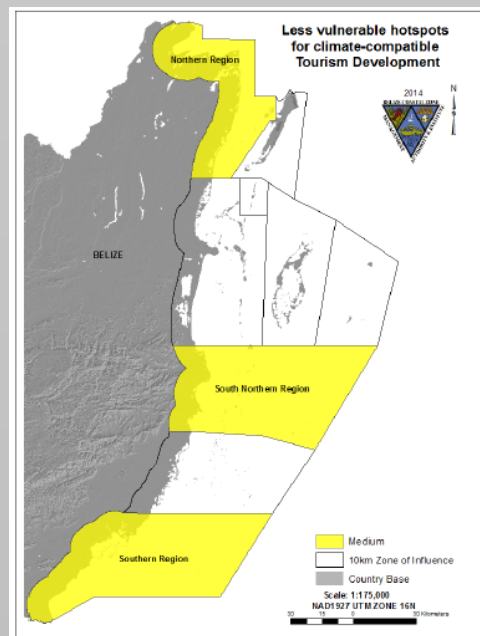 Less vulnerable hotspots
for climate-compatible
Tourism Development
Northern Region
2014
N
BELIZE
South Northern Region
Southern Region
Medium
10km Zone of Influence
Country Base
Scale: 1:175,000
NAD1927 UTM ZONE 16N
30 15 0 30 Kilometers